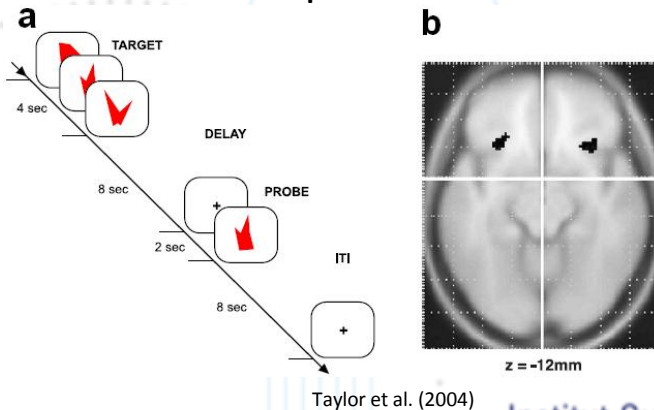 a
TARGET
4 sec
DELAY
8 sec
PROBE
2 sec
ITI
8 sec
b
z = -12mm
Taylor et al. (2004)